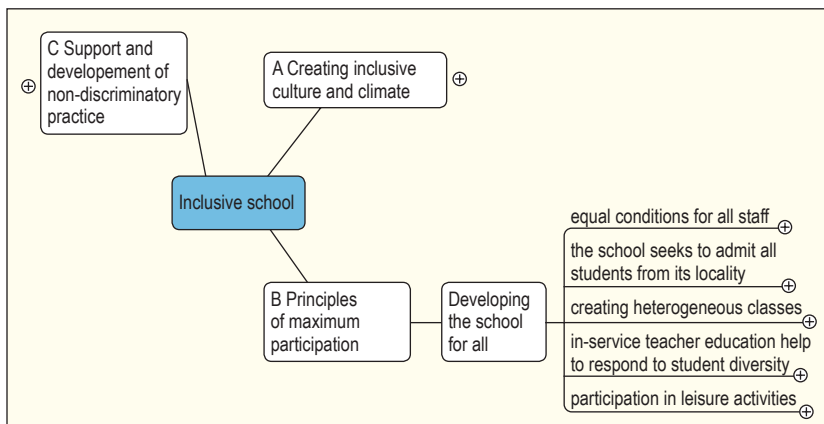 C Support and
developement of
non-discriminatory
practice
A Creating inclusive
culture and climate
Inclusive school
B Principles
of maximum
participation
Developing
the school
for all
equal conditions for all staff
the school seeks to admit all
students from its locality
creating heterogeneous classes
in-service teacher education help
to respond to student diversity
participation in leisure activities